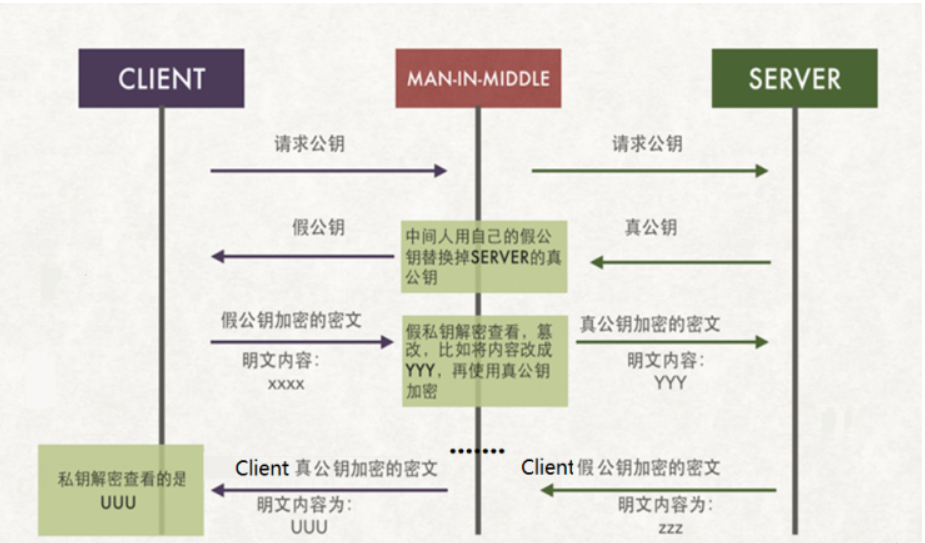 CLIENT
MAN-IN-MIDDLE
SERVER
请求公钥
请求公钥
假公钥
中间人用自己的假公
钥替换掉SERVER的真
公钥
真公钥
假公钥加密的密文
明文内容：
xxxx
假私钥解密查看，篡
改，比如将内容改成
YYY，再使用真公钥
加密
真公钥加密的密文
明文内容：
YYY
.......
私钥解密查看的是
UUU
Client 真公钥加密的密文
明文内容为：
UUU
Client 假公钥加密的密文
明文内容为：
zzz